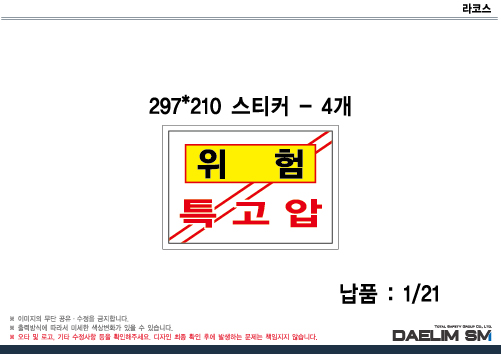 라코스
297*210 스티커 - 4개
위 험
특고압
납품 : 1/21
※ 이미지의 무단 공유·수정을 금지합니다.
※ 출력방식에 따라서 미세한 색상변화가 있을 수 있습니다.
※ 오타 및 로고, 기타 수정사항 등을 확인해주세요. 디자인 최종 확인 후에 발생하는 문제는 책임지지 않습니다.
Total Safety Group Co., Ltd.
DAELIM SM